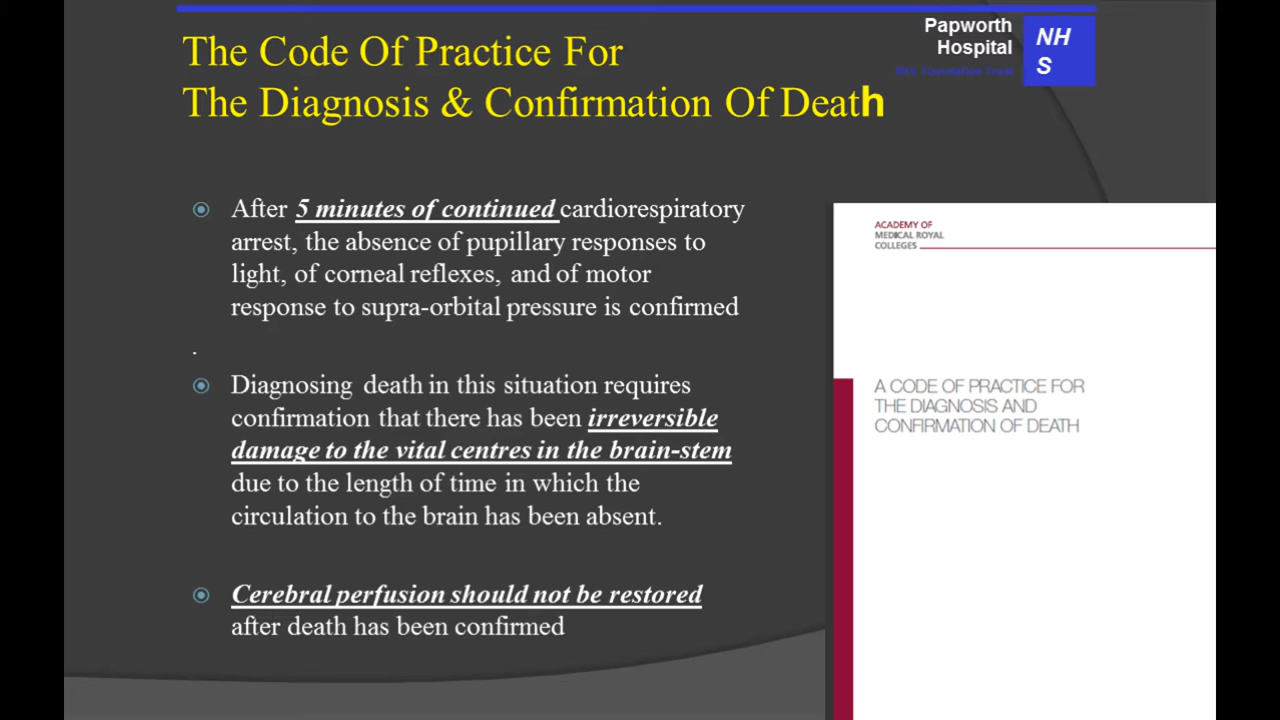 Papworth
Hospital
NHS Foundation Trust
NH
S
The Code Of Practice For
The Diagnosis & Confirmation Of Death
After 5 minutes of continued cardiorespiratory
arrest, the absence of pupillary responses to
light, of corneal reflexes, and of motor
response to supra-orbital pressure is confirmed
.
Diagnosing death in this situation requires
confirmation that there has been irreversible
damage to the vital centres in the brain-stem
due to the length of time in which the
circulation to the brain has been absent.
Cerebral perfusion should not be restored
after death has been confirmed
ACADEMY OF
MEDICAL ROYAL
COLLEGES
A CODE OF PRACTICE FOR
THE DIAGNOSIS AND
CONFIRMATION OF DEATH